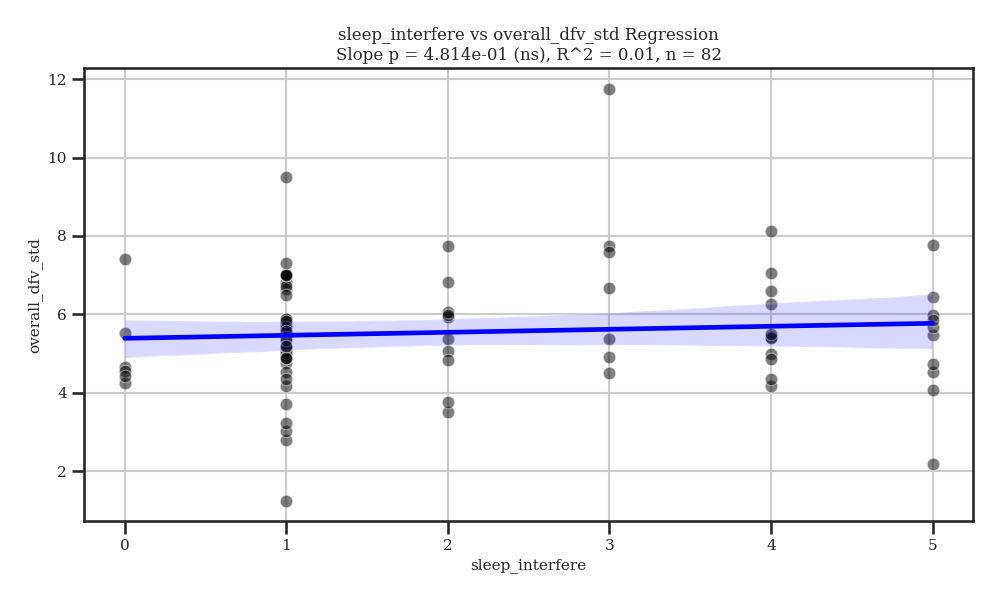 sleep_interfere vs overall_dfv_std Regression
Slope p = 4.814e-01 (ns), R^2 = 0.01, n = 82
overall_dfv_std
12
10
8
6
4
2
0 1 2 3 4 5
sleep_interfere